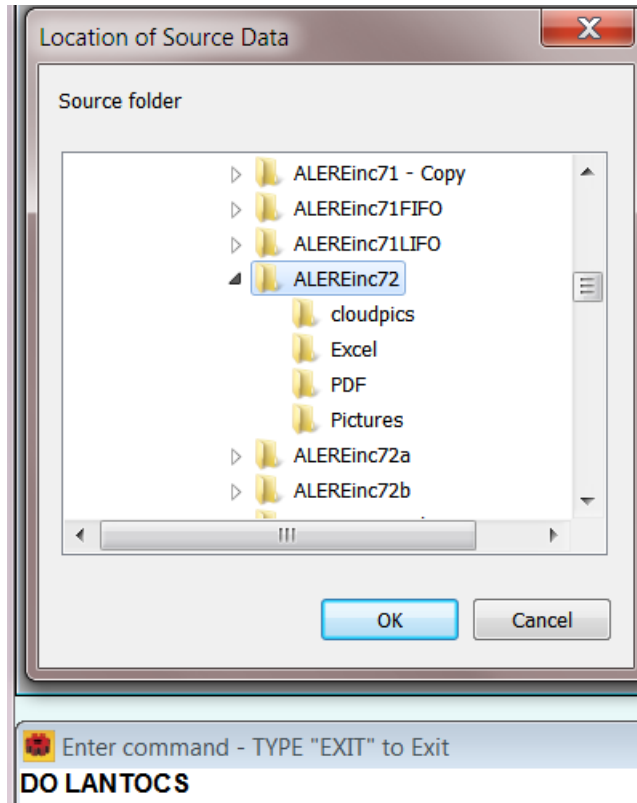 Location of Source Data
Source folder
ALEREinc71 - Copy
ALEREinc71FIFO
ALEREinc71LIFO
ALEREinc72
cloudpics
Excel
PDF
Pictures
ALEREinc72a
ALEREinc72b
OK Cancel
Enter command - TYPE "EXIT" to Exit
DO LANTOCS